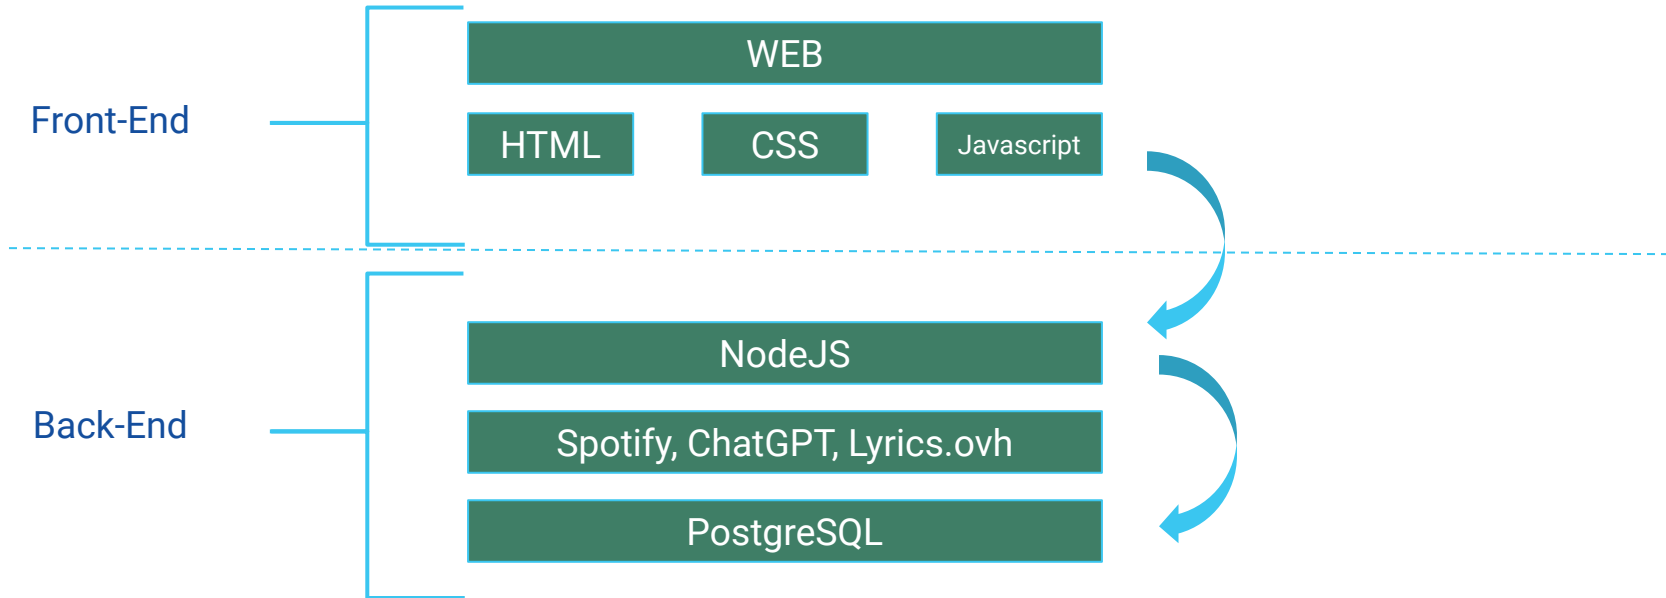 WEB
Front-End
HTML
CSS
Javascript
NodeJS
Back-End
Spotify, ChatGPT, Lyrics.ovh
PostgreSQL